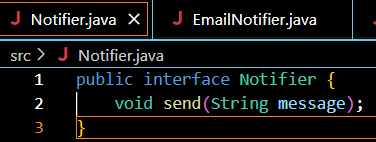 Notifier.java
EmailNotifier.java
src > Notifier.java
1 public interface Notifier {
2     void send(String message);
3 }